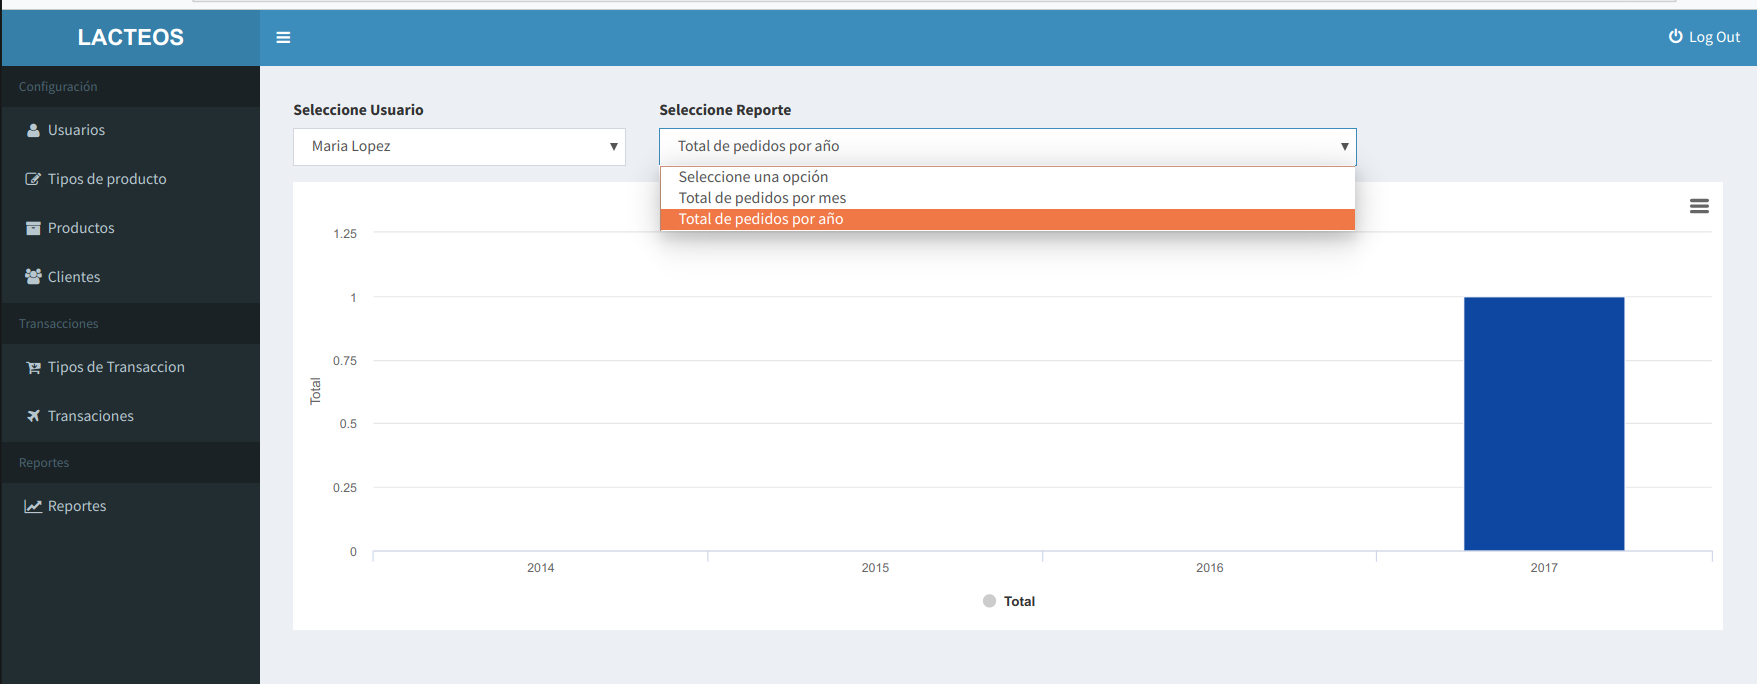 LACTEOS
Log Out
Configuración
Usuarios
Tipos de producto
Productos
Clientes
Transacciones
Tipos de Transaccion
Transaciones
Reportes
Reportes
Seleccione Usuario
Maria Lopez
Seleccione Reporte
Total de pedidos por año
Seleccione una opción
Total de pedidos por mes
Total de pedidos por año
1.25
1
0.75
0.5
0.25
0
Total
2014 2015 2016 2017
Total